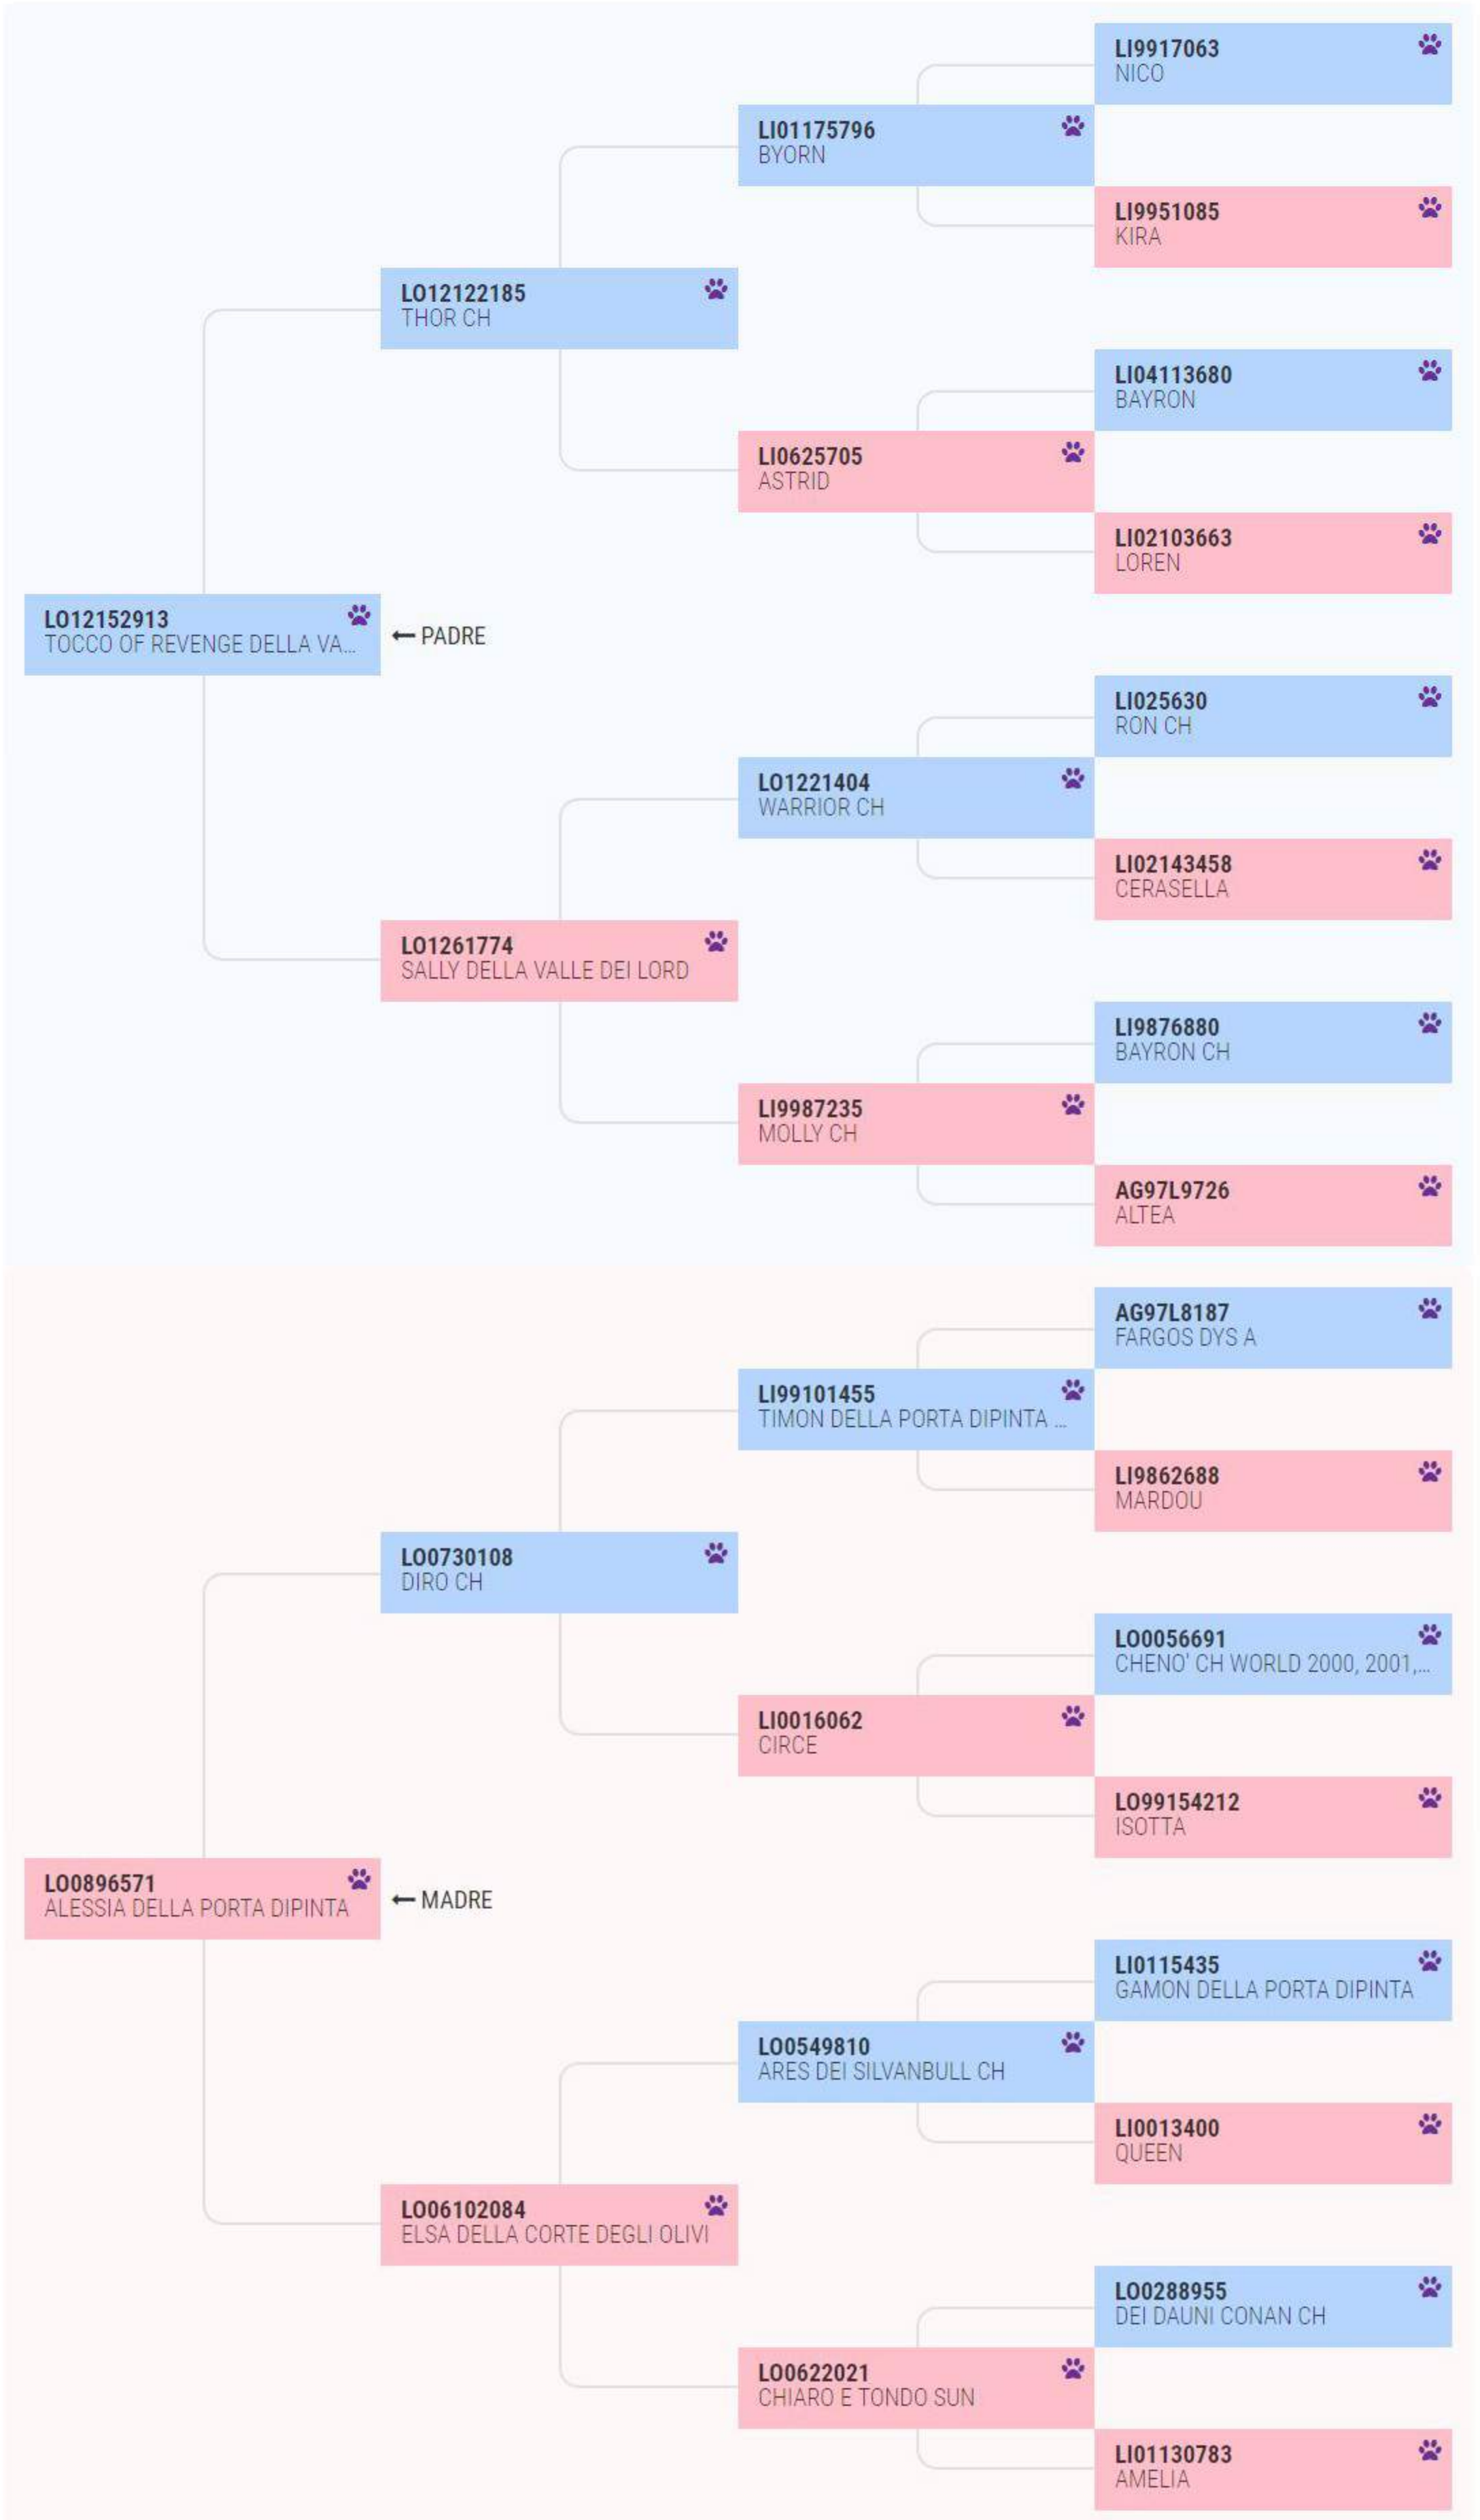 LI9917063
NICO
LI01175796
BYORN
LI9951085
KIRA
LO12122185
THOR CH
LI04113680
BAYRON
LI0625705
ASTRID
LI02103663
LOREN
LO12152913
TOCCO OF REVENGE DELLA VA...
← PADRE
LI025630
RON CH
LO1221404
WARRIOR CH
LI02143458
CERASELLA
LO1261774
SALLY DELLA VALLE DEI LORD
LI9876880
BAYRON CH
LI9987235
MOLLY CH
AG97L9726
ALTEA
AG97L8187
FARGOS DYS A
LI99101455
TIMON DELLA PORTA DIPINTA ...
LI9862688
MARDOU
LO0730108
DIRO CH
LO0056691
CHENO' CH WORLD 2000, 2001,...
LI0016062
CIRCE
LO99154212
ISOTTA
LO0896571
ALESSIA DELLA PORTA DIPINTA
← MADRE
LI0115435
GAMON DELLA PORTA DIPINTA
LO0549810
ARES DEI SILVANBULL CH
LI0013400
QUEEN
LO06102084
ELSA DELLA CORTE DEGLI OLIVI
LO0288955
DEI DAUNI CONAN CH
LO0622021
CHIARO E TONDO SUN
LI01130783
AMELIA